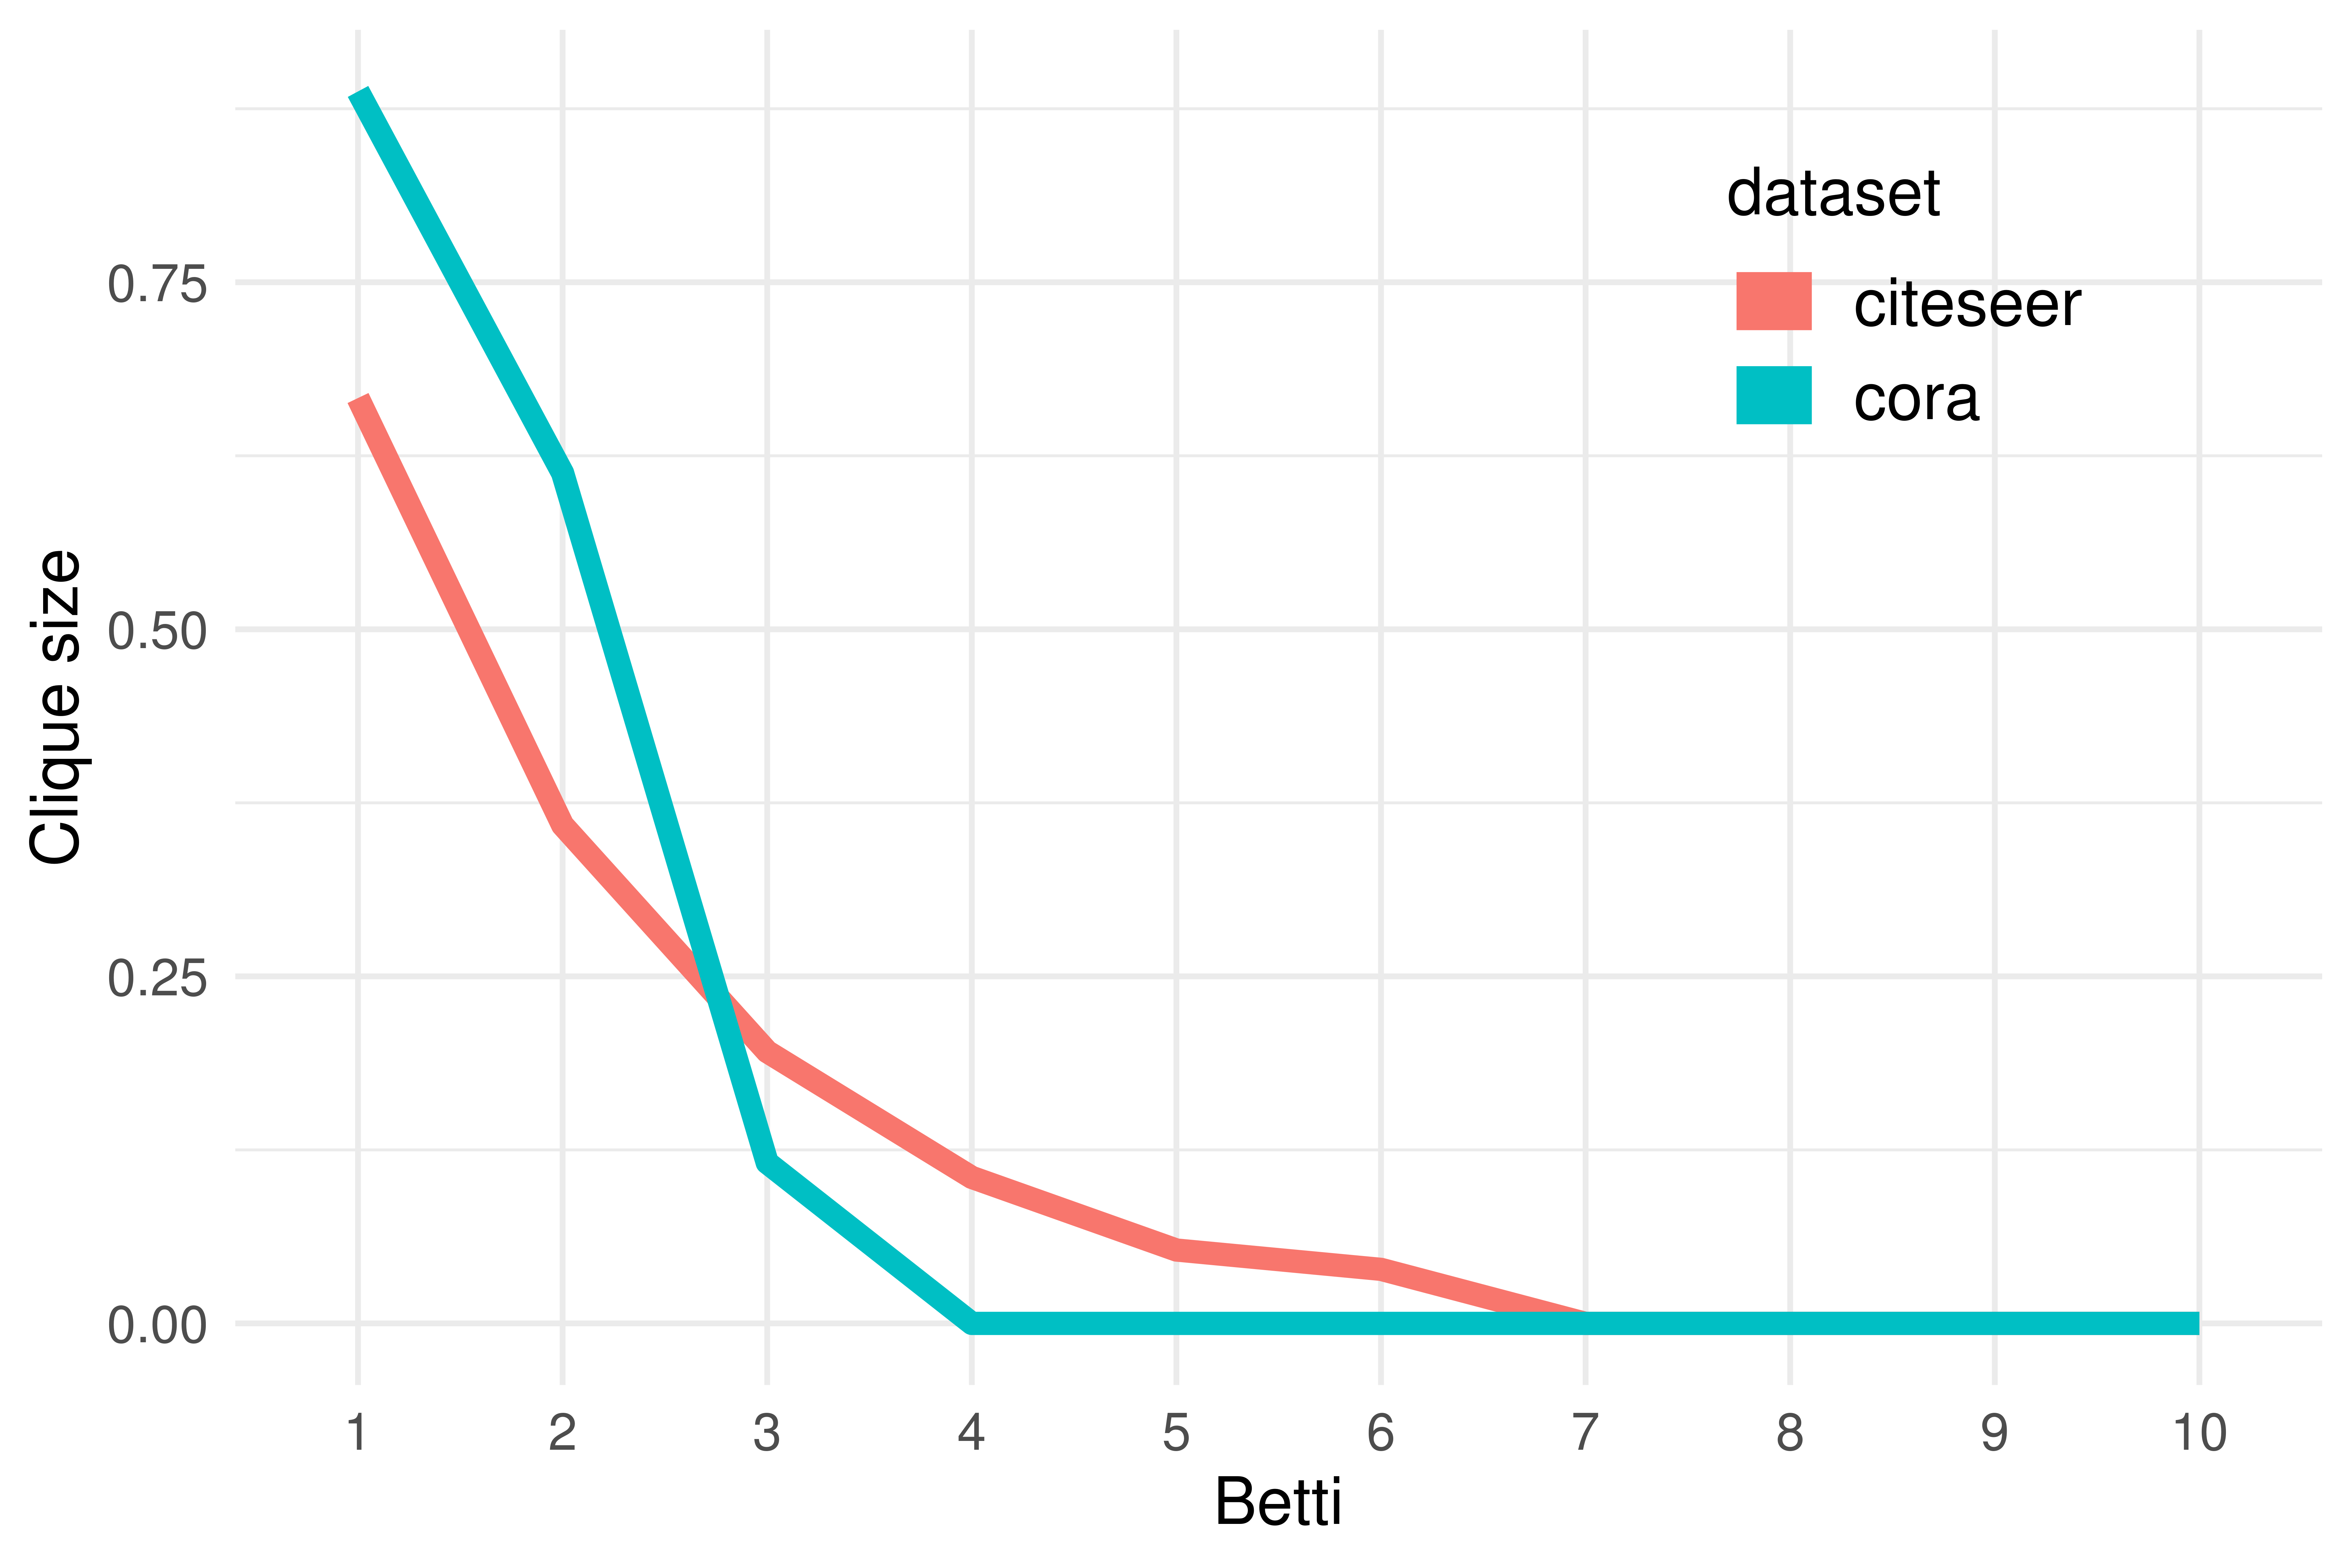 dataset
citeseer
cora
Clique size
0.75
0.50
0.25
0.00
1 2 3 4 5 6 7 8 9 10
Betti